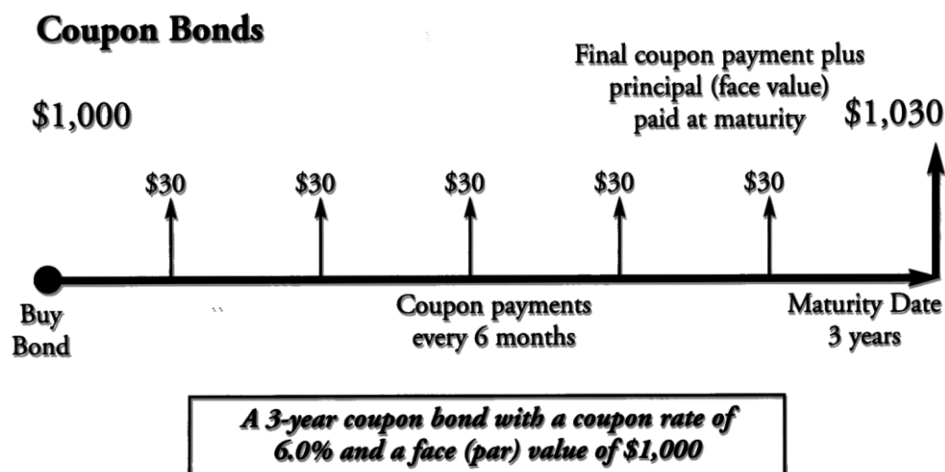 Coupon Bonds
Final coupon payment plus
principal (face value)
paid at maturity
$1,000
$1,030
$30
$30
$30
$30
$30
Buy
Bond
Coupon payments
every 6 months
Maturity Date
3 years
A 3-year coupon bond with a coupon rate of
6.0% and a face (par) value of $1,000